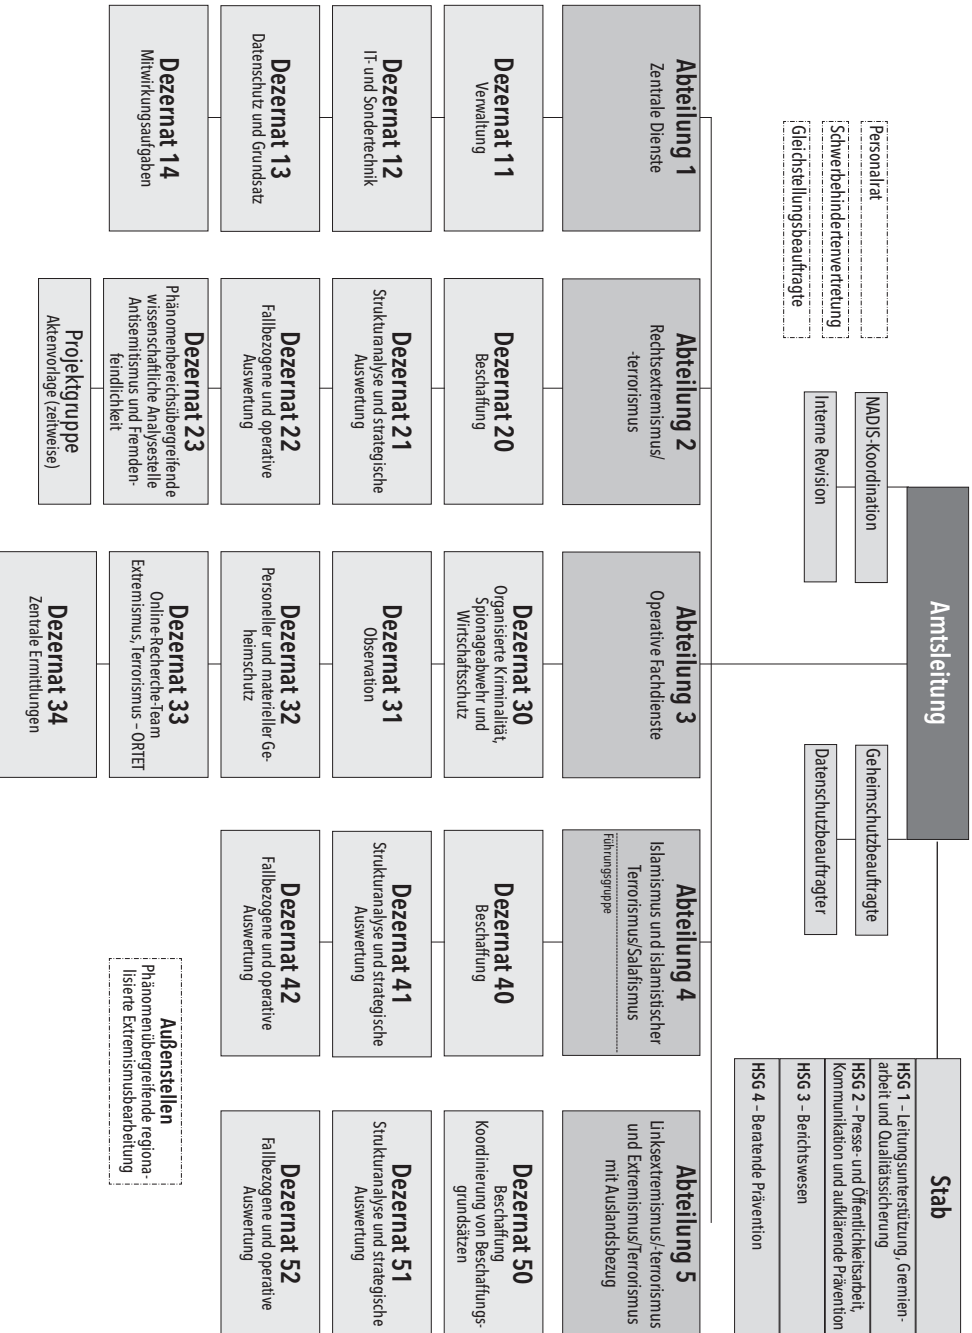 Amtsleitung
Stab
HSG 1 – Leitungsunterstützung, Gremien-
arbeit und Qualitätssicherung
HSG 2 – Presse- und Öffentlichkeitsarbeit,
Kommunikation und aufklärende Prävention
HSG 3 – Berichtswesen
HSG 4 – Beratende Prävention
Personalrat
Schwerbehindertenvertretung
Gleichstellungsbeauftragte
NADIS-Koordination
Interne Revision
Geheimschutzbeauftragte
Datenschutzbeauftragter
Abteilung 1
Zentrale Dienste
Dezernat 11
Verwaltung
Dezernat 12
IT- und Sondertechnik
Dezernat 13
Datenschutz und Grundsatz
Dezernat 14
Mitwirkungsaufgaben
Abteilung 2
Rechtsextremismus/
-terrorismus
Dezernat 20
Beschaffung
Dezernat 21
Strukturanalyse und strategische
Auswertung
Dezernat 22
Fallbezogene und operative
Auswertung
Dezernat 23
Phänomenbereichsübergreifende
wissenschaftliche Analysestelle
Antisemitismus und Fremden-
feindlichkeit
Projektgruppe
Aktenvorlage (zeitweise)
Abteilung 3
Operative Fachdienste
Dezernat 30
Organisierte Kriminalität,
Spionageabwehr und
Wirtschaftsschutz
Dezernat 31
Observation
Dezernat 32
Personeller und materieller Ge-
heimschutz
Dezernat 33
Online-Recherche-Team
Extremismus, Terrorismus – ORTET
Dezernat 34
Zentrale Ermittlungen
Abteilung 4
Islamismus und islamistischer
Terrorismus/Salafismus
Führungsgruppe
Dezernat 40
Beschaffung
Dezernat 41
Strukturanalyse und strategische
Auswertung
Dezernat 42
Fallbezogene und operative
Auswertung
Außenstellen
Phänomenübergreifende regiona-
lisierte Extremismusbearbeitung
Abteilung 5
Linksextremismus/-terrorismus
und Extremismus/Terrorismus
mit Auslandsbezug
Dezernat 50
Beschaffung
Koordinierung von Beschaffungs-
grundsätzen
Dezernat 51
Strukturanalyse und strategische
Auswertung
Dezernat 52
Fallbezogene und operative
Auswertung